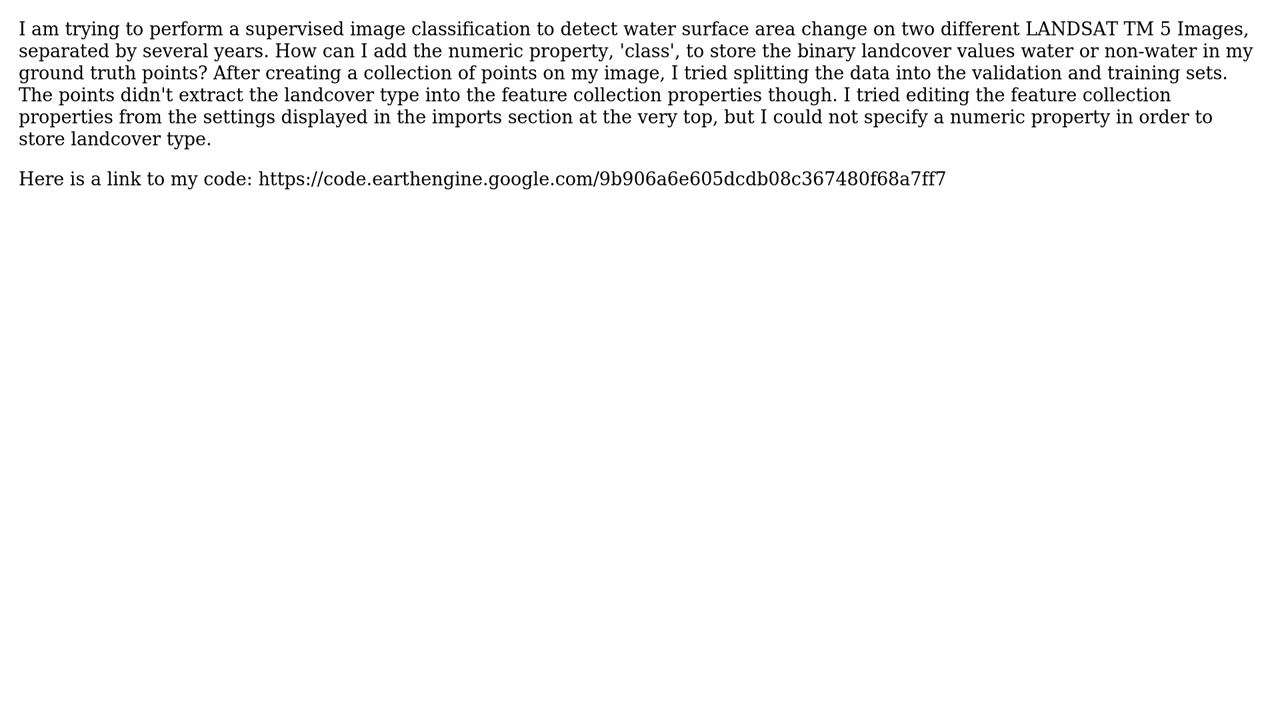 I am trying to perform a supervised image classification to detect water surface area change on two different LANDSAT TM 5 Images,
separated by several years. How can I add the numeric property, 'class', to store the binary landcover values water or non-water in my
ground truth points? After creating a collection of points on my image, I tried splitting the data into the validation and training sets.
The points didn't extract the landcover type into the feature collection properties though. I tried editing the feature collection
properties from the settings displayed in the imports section at the very top, but I could not specify a numeric property in order to
store landcover type.
Here is a link to my code: https://code.earthengine.google.com/9b906a6e605dcdb08c367480f68a7ff7